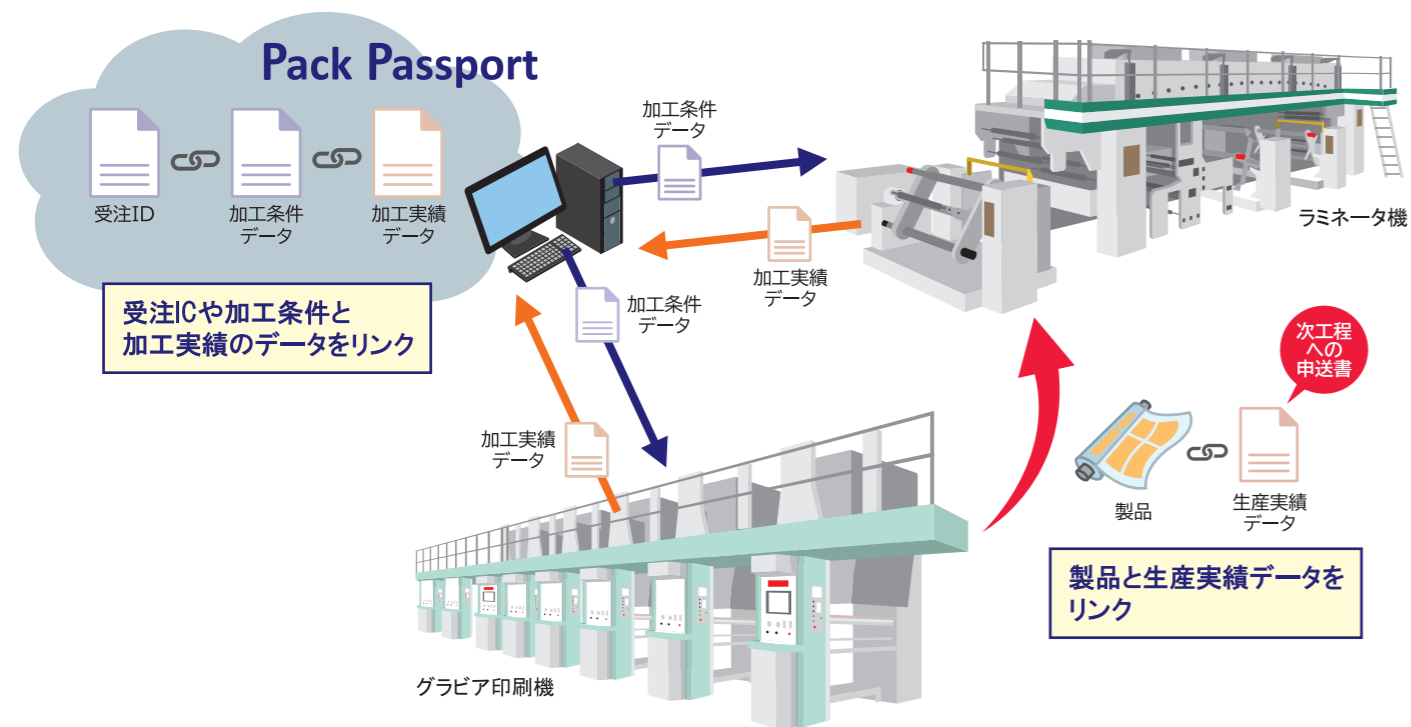 Pack Passport
受注ID
加工条件
データ
加工実績
データ
受注ICや加工条件と
加工実績のデータをリンク
加工条件
データ
加工実績
データ
ラミネータ機
加工条件
データ
加工実績
データ
グラビア印刷機
次工程
への
申送書
製品
生産実績
データ
製品と生産実績データを
リンク